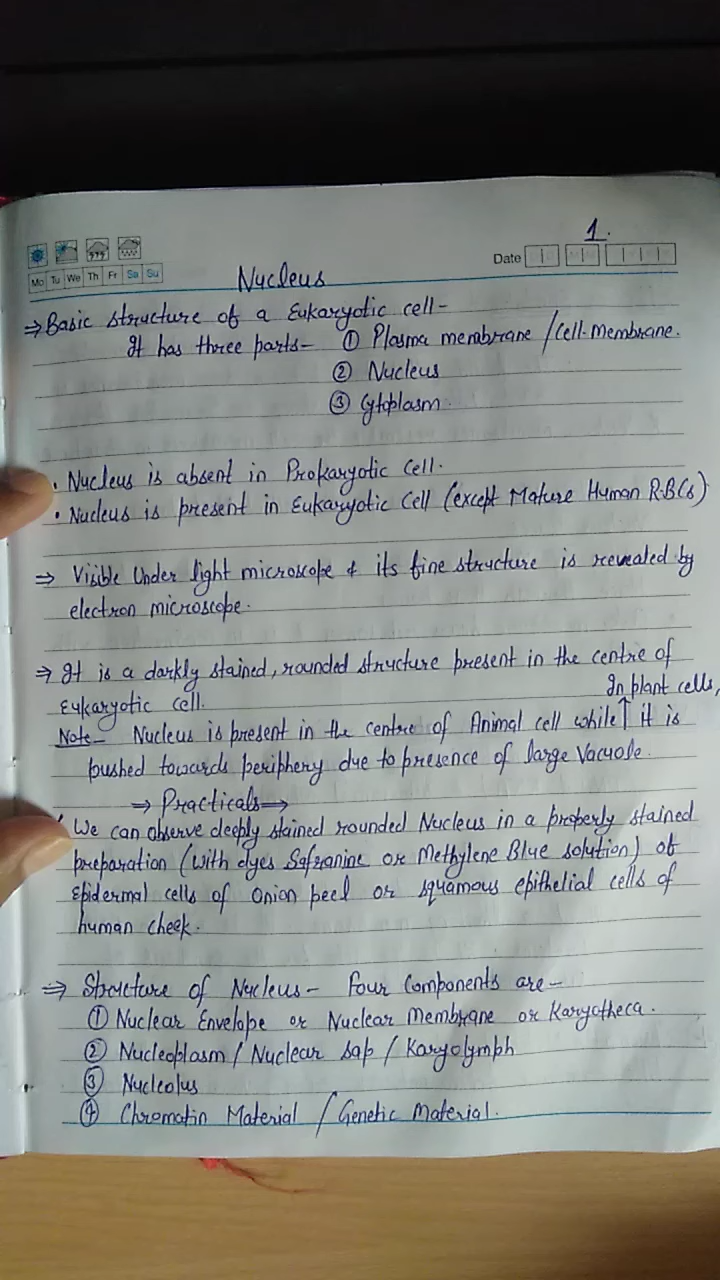 1.
Date
Mo Tu We Th Fr Sa Su
Nucleus
⇒ Basic structure of a Eukaryotic cell-
It has three parts- ① Plasma membrane / Cell-Membrane.
② Nucleus
③ Cytoplasm.
• Nucleus is absent in Prokaryotic Cell.
• Nucleus is present in Eukaryotic Cell (except Mature Human R.B.Cs)
⇒ Visible Under light microscope & its fine structure is revealed by
electron microscope.
⇒ It is a darkly stained, rounded structure present in the centre of
Eukaryotic cell.
In plant cells,
Note- Nucleus is present in the centre of Animal cell while ↑ it is
pushed towards periphery due to presence of large Vacuole.
⇒ Practicals ⇒
We can observe deeply stained rounded Nucleus in a properly stained
preparation (with dyes Safranine or Methylene Blue solution) of
Epidermal cells of Onion peel or squamous epithelial cells of
human cheek.
⇒ Structure of Nucleus - Four Components are-
① Nuclear Envelope or Nuclear Membrane or Karyotheca.
② Nucleoplasm / Nuclear Sap / Karyolymph
③ Nucleolus
④ Chromatin Material / Genetic Material.